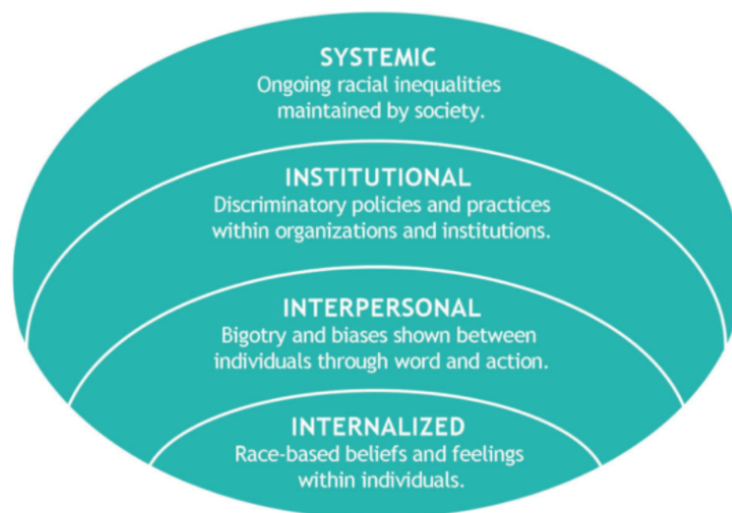 SYSTEMIC
Ongoing racial inequalities
maintained by society.
INSTITUTIONAL
Discriminatory policies and practices
within organizations and institutions.
INTERPERSONAL
Bigotry and biases shown between
individuals through word and action.
INTERNALIZED
Race-based beliefs and feelings
within individuals.